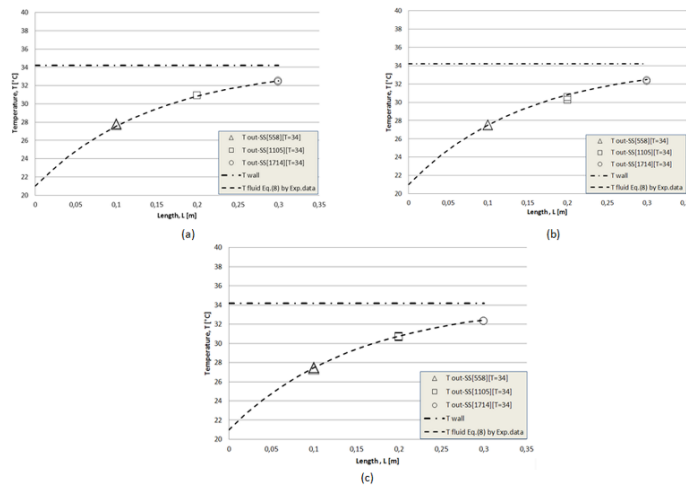 40
38
36
34
32
30
28
26
24
22
20
Temperature, T [°C]
0
0,05
0,1
0,15
0,2
0,25
0,3
0,35
Length, L [m]
T out-SS[558][T=34]
T out-SS[1105][T=34]
T out-SS[1714][T=34]
T wall
T fluid Eq.(8) by Exp.data
(a)
40
38
36
34
32
30
28
26
24
22
20
Temperature, T [°C]
0
0,05
0,1
0,15
0,2
0,25
0,3
0,35
Length, L [m]
T out-SS[558][T=34]
T out-SS[1105][T=34]
T out-SS[1714][T=34]
T wall
T fluid Eq.(8) by Exp.data
(b)
40
38
36
34
32
30
28
26
24
22
20
Temperature, T [°C]
0
0,05
0,1
0,15
0,2
0,25
0,3
0,35
Length , L [m]
T out-SS[558][T=34]
T out-SS[1105][T=34]
T out-SS[1714][T=34]
T wall
T fluid Eq.(8) by Exp.data
(c)